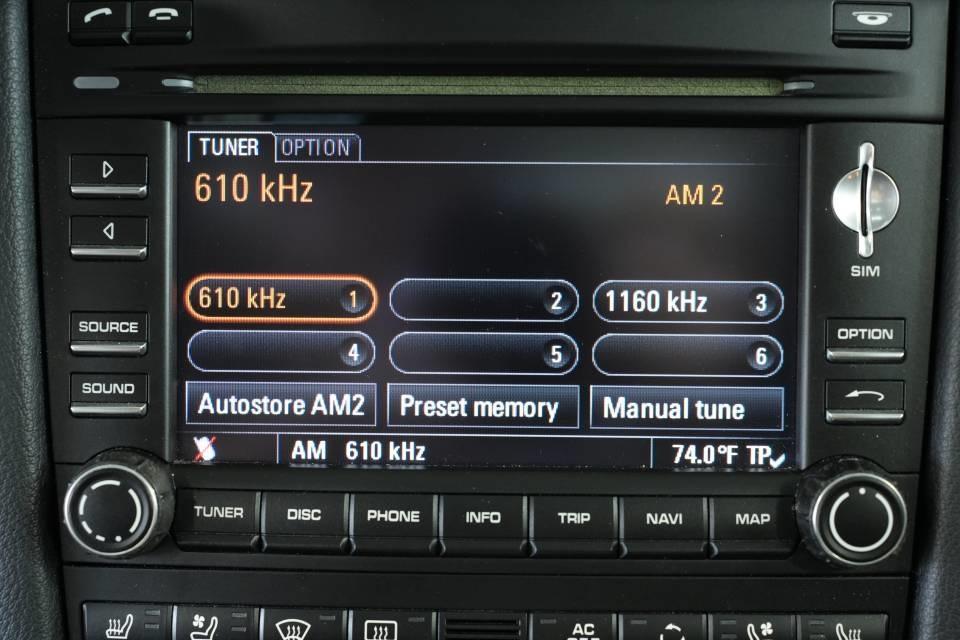 TUNER OPTION
610 kHz AM 2
SIM
610 kHz 1 2 1160 kHz 3
SOURCE 4 5 6 OPTION
SOUND Autostore AM2 Preset memory Manual tune
AM 610 kHz 74.0°F TP
TUNER DISC PHONE INFO TRIP NAVI MAP
AC
OFF